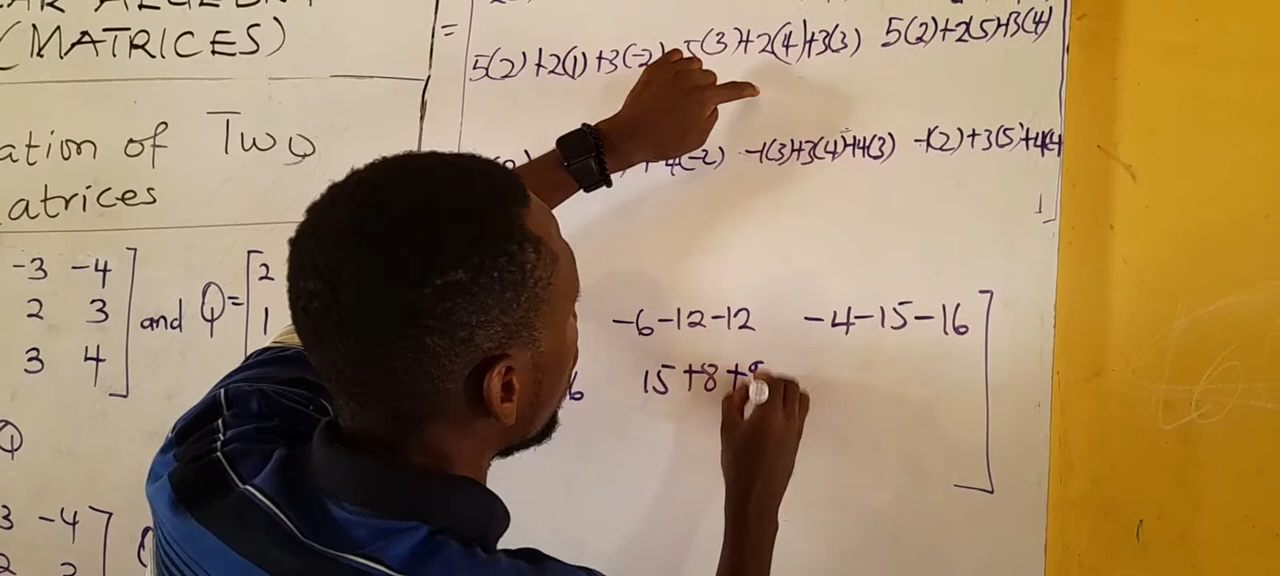 (MATRICES)
ation of Two
atrices
-3 -4
2 3 and Q = [2
3 4 1
Q
3 -4
=
5(2)+2(1)+3(-2) 5(3)+2(4)+3(3) 5(2)+2(5)+3(4)
4(-2) -1(3)+3(4)+4(3) -1(2)+3(5)+4(4
-6-12-12 -4-15-16
6 15+8+9